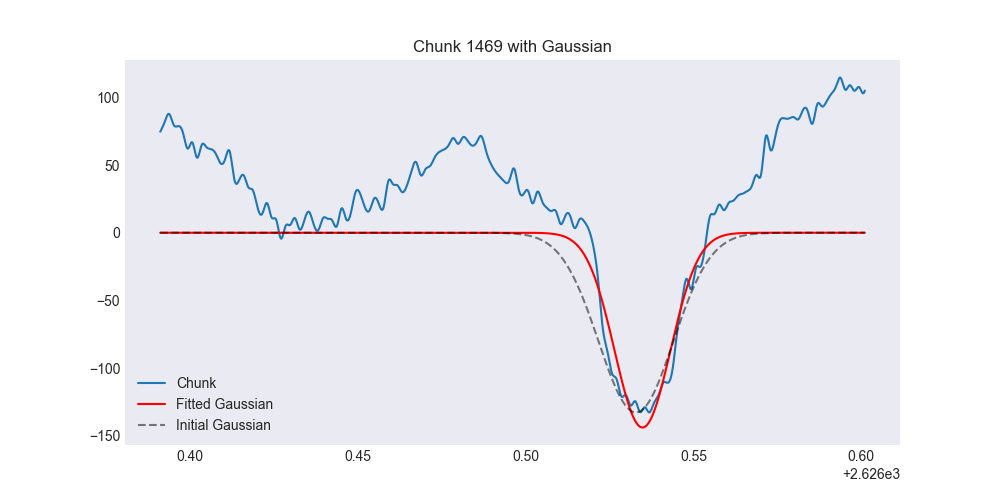 Chunk 1469 with Gaussian
100
50
0
−50
−100
−150
Chunk
Fitted Gaussian
Initial Gaussian
0.40 0.45 0.50 0.55 0.60
+2.626e3